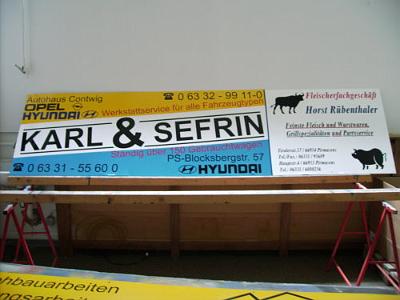 Autohaus Contwig
☎ 0 63 32 - 99 11-0
OPEL
HYUNDAI
Werkstattservice für alle Fahrzeugtypen
KARL & SEFRIN
Ständig über 150 Gebrauchtwagen
PS-Blocksbergstr. 57
☎ 0 63 31 - 55 60 0
HYUNDAI
Fleischerfachgeschäft
Horst Rübenthaler
Feinste Fleisch und Wurstwaren,
Grillspezialitäten und Partyservice
hbauarbeiten
ngsarbeiten